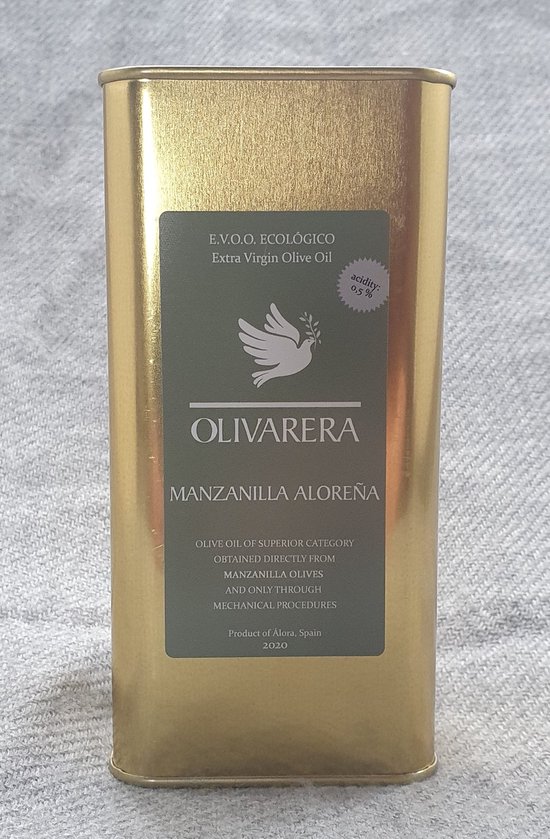 E.V.O.O. ECOLÓGICO
Extra Virgin Olive Oil
acidity:
0,5 %
OLIVARERA
MANZANILLA ALOREÑA
OLIVE OIL OF SUPERIOR CATEGORY
OBTAINED DIRECTLY FROM
MANZANILLA OLIVES
AND ONLY THROUGH
MECHANICAL PROCEDURES
Product of Álora, Spain
2020